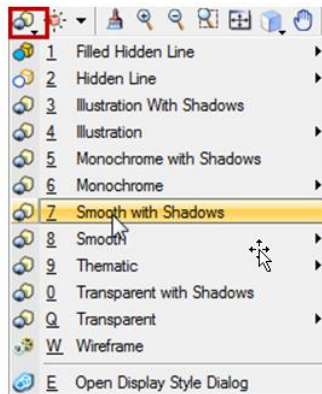 1 Filled Hidden Line
2 Hidden Line
3 Illustration With Shadows
4 Illustration
5 Monochrome with Shadows
6 Monochrome
7 Smooth with Shadows
8 Smooth
9 Thematic
0 Transparent with Shadows
Q Transparent
W Wireframe
E Open Display Style Dialog